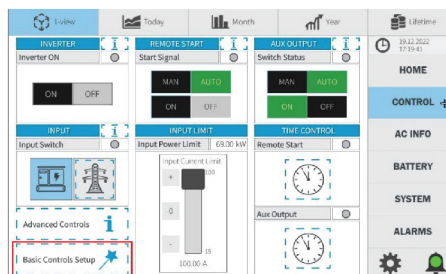 I-view
Today
Month
Year
Lifetime
INVERTER
REMOTE START
AUX OUTPUT
19.12.2022
17:19:41
Inverter ON
Start Signal
Switch Status
HOME
MAN AUTO
MAN AUTO
ON OFF
ON OFF
ON OFF
CONTROL
INPUT
INPUT LIMIT
TIME CONTROL
AC INFO
Input Switch
Input Power Limit 69.00 kW
Remote Start
Input Current Limit
+
100
BATTERY
0
SYSTEM
Advanced Controls
Aux Output
-
15
ALARMS
Basic Controls Setup
100.00 A